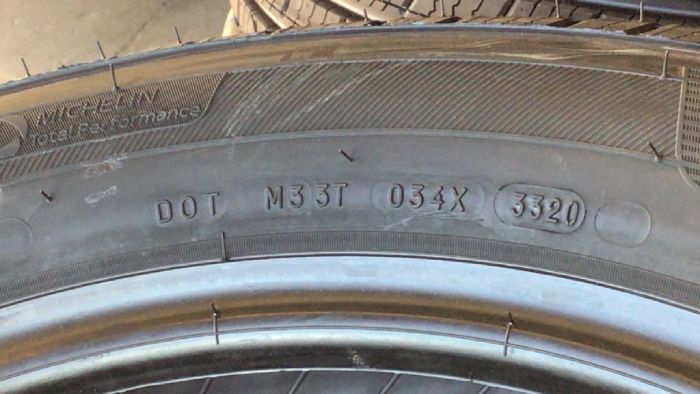 MICHELIN
Total Performance
DOT M33T 034X 3320